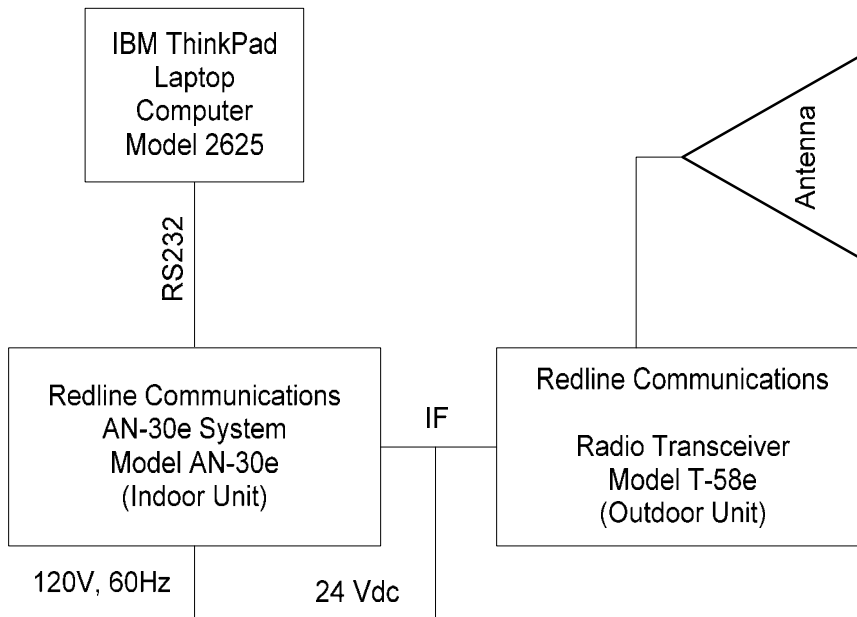 IBM ThinkPad
Laptop
Computer
Model 2625
Antenna
RS232
Redline Communications
AN-30e System
Model AN-30e
(Indoor Unit)
IF
Redline Communications
Radio Transceiver
Model T-58e
(Outdoor Unit)
120V, 60Hz
24 Vdc